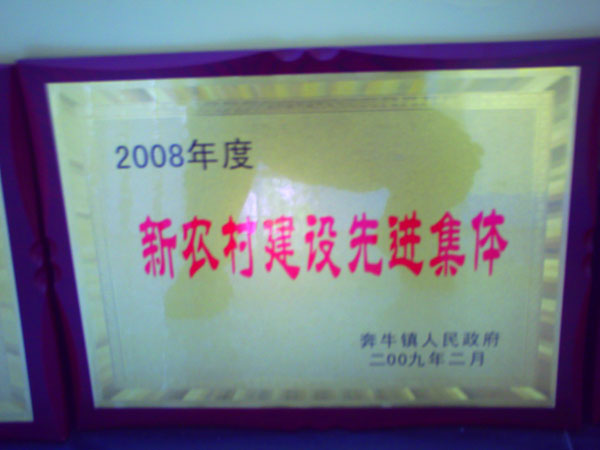 2008年度
新农村建设先进集体
奔牛镇人民政府
二00九年二月